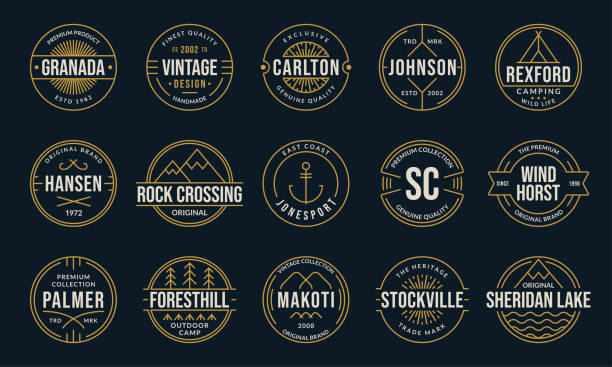 PREMIUM PRODUCT
GRANADA
ESTD 1982
FINEST QUALITY
ES 2002 TD
VINTAGE
DESIGN
HANDMADE
EXCLUSIVE
CARLTON
GENUINE QUALITY
TRD MRK
JOHNSON
ESTD 2002
REXFORD
CAMPING
WILD LIFE
ORIGINAL BRAND
HANSEN
1972
ROCK CROSSING
ORIGINAL
EAST COAST
JONESPORT
PREMIUM COLLECTION
SC
GENUINE QUALITY
THE PREMIUM
SINCE
WIND
HORST
1998
ORIGINAL BRAND
PREMIUM
COLLECTION
PALMER
TRD MRK
FORESTHILL
OUTDOOR
CAMP
VINTAGE COLLECTION
MAKOTI
2008
ORIGINAL BRAND
THE HERITAGE
STOCKVILLE
TRADE MARK
ORIGINAL
SHERIDAN LAKE